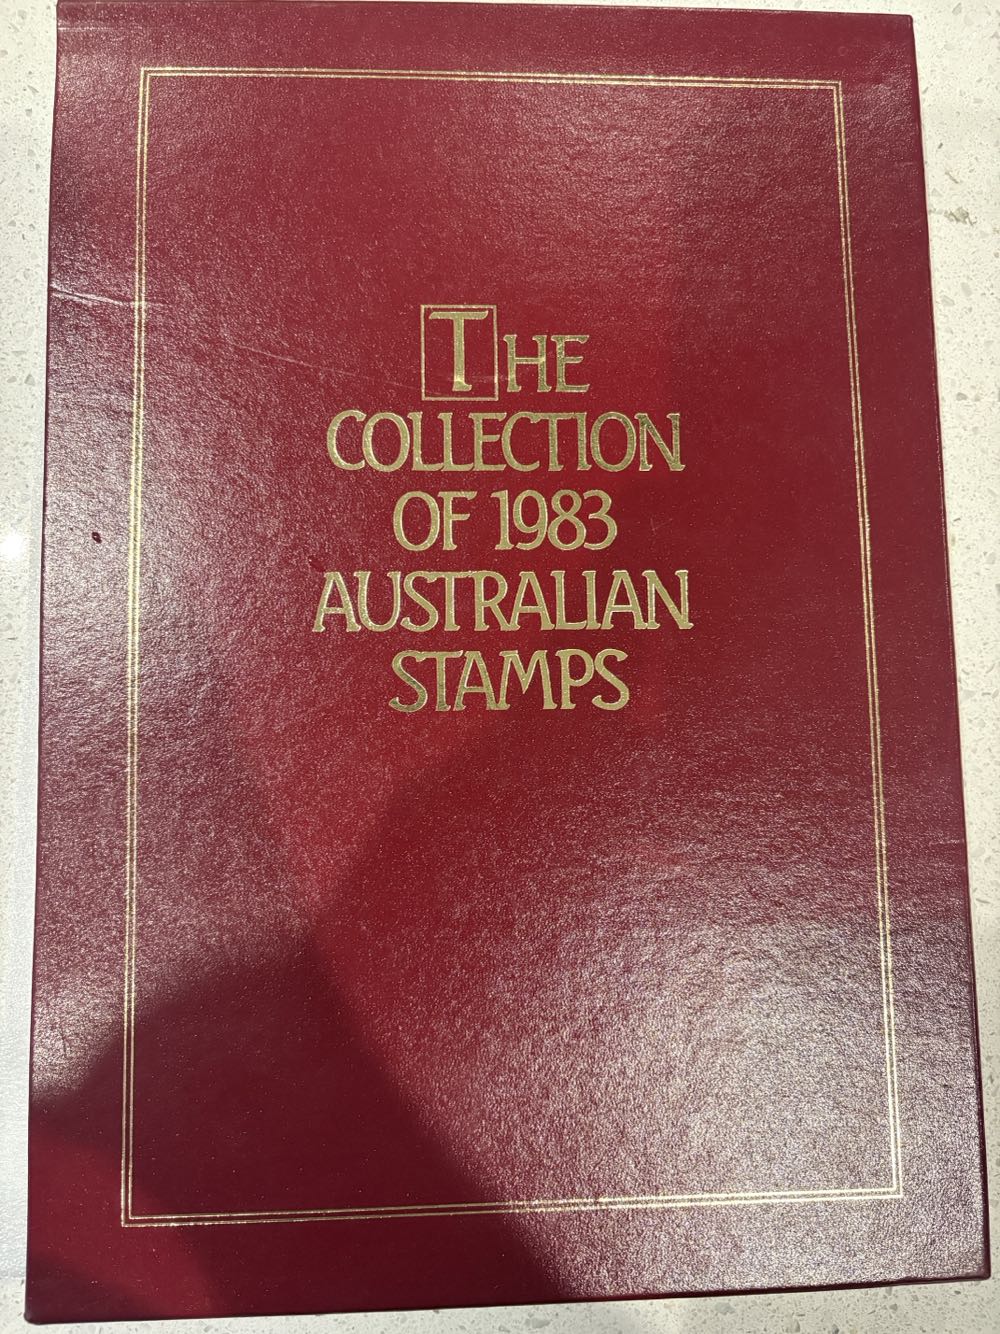 THE
COLLECTION
OF 1983
AUSTRALIAN
STAMPS